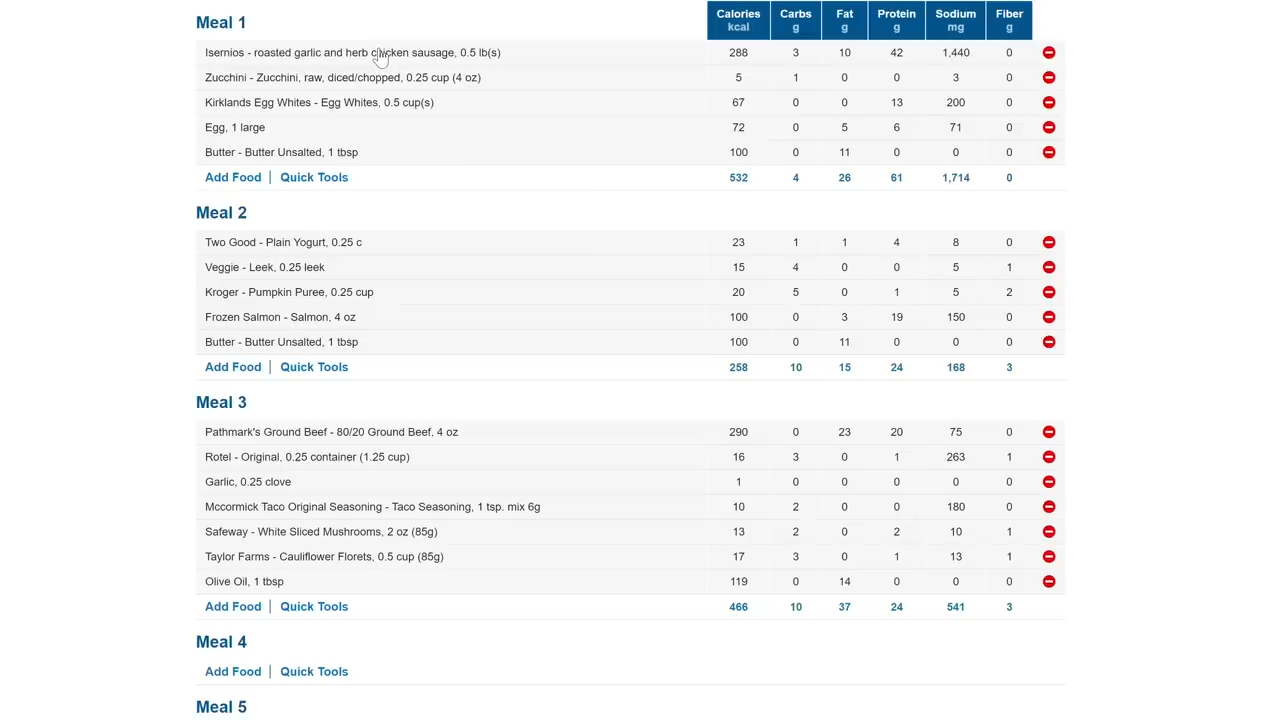 Meal 1 Calories Carbs Fat Protein Sodium Fiber
kcal g g g mg g
Isernios - roasted garlic and herb chicken sausage, 0.5 lb(s) 288 3 10 42 1,440 0
Zucchini - Zucchini, raw, diced/chopped, 0.25 cup (4 oz) 5 1 0 0 3 0
Kirklands Egg Whites - Egg Whites, 0.5 cup(s) 67 0 0 13 200 0
Egg, 1 large 72 0 5 6 71 0
Butter - Butter Unsalted, 1 tbsp 100 0 11 0 0 0
Add Food | Quick Tools 532 4 26 61 1,714 0
Meal 2
Two Good - Plain Yogurt, 0.25 c 23 1 1 4 8 0
Veggie - Leek, 0.25 leek 15 4 0 0 5 1
Kroger - Pumpkin Puree, 0.25 cup 20 5 0 1 5 2
Frozen Salmon - Salmon, 4 oz 100 0 3 19 150 0
Butter - Butter Unsalted, 1 tbsp 100 0 11 0 0 0
Add Food | Quick Tools 258 10 15 24 168 3
Meal 3
Pathmark's Ground Beef - 80/20 Ground Beef, 4 oz 290 0 23 20 75 0
Rotel - Original, 0.25 container (1.25 cup) 16 3 0 1 263 1
Garlic, 0.25 clove 1 0 0 0 0 0
Mccormick Taco Original Seasoning - Taco Seasoning, 1 tsp. mix 6g 10 2 0 0 180 0
Safeway - White Sliced Mushrooms, 2 oz (85g) 13 2 0 2 10 1
Taylor Farms - Cauliflower Florets, 0.5 cup (85g) 17 3 0 1 13 1
Olive Oil, 1 tbsp 119 0 14 0 0 0
Add Food | Quick Tools 466 10 37 24 541 3
Meal 4
Add Food | Quick Tools
Meal 5